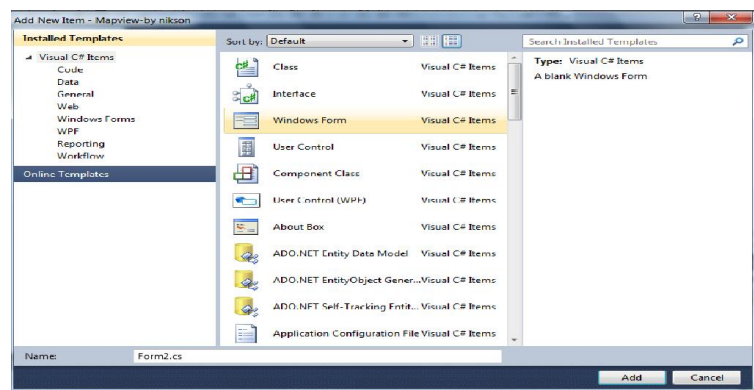 Add New Item - Mapview-by nikson
Installed Templates
Visual C# Items
Code
Data
General
Web
Windows Forms
WPF
Reporting
Workflow
Online Templates
Sort by: Default
Class Visual C# Items
Interface Visual C# Items
Windows Form Visual C# Items
User Control Visual C# Items
Component Class Visual C# Items
User Control (WPF) Visual C# Items
About Box Visual C# Items
ADO.NET Entity Data Model Visual C# Items
ADO.NET EntityObject Gener...Visual C# Items
ADO.NET Self-Tracking Entit... Visual C# Items
Application Configuration File Visual C# Items
Search Installed Templates
Type: Visual C# Items
A blank Windows Form
Name: Form2.cs
Add Cancel